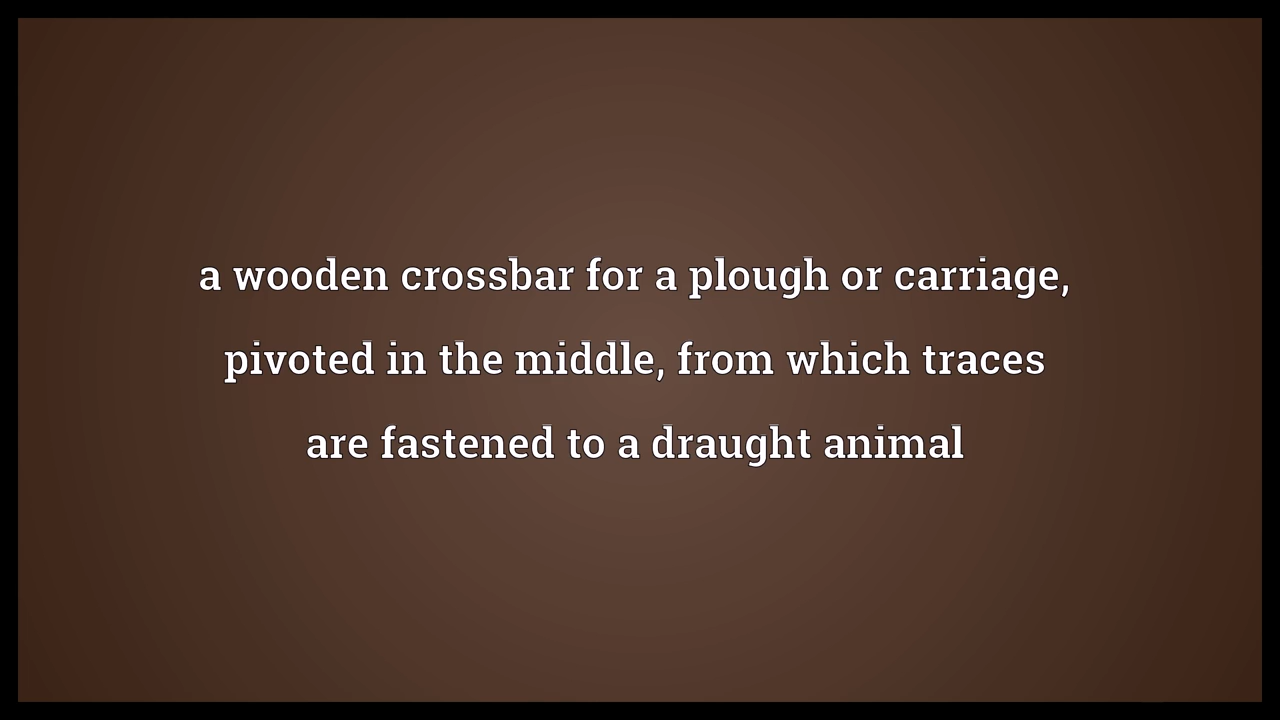 a wooden crossbar for a plough or carriage,
pivoted in the middle, from which traces
are fastened to a draught animal